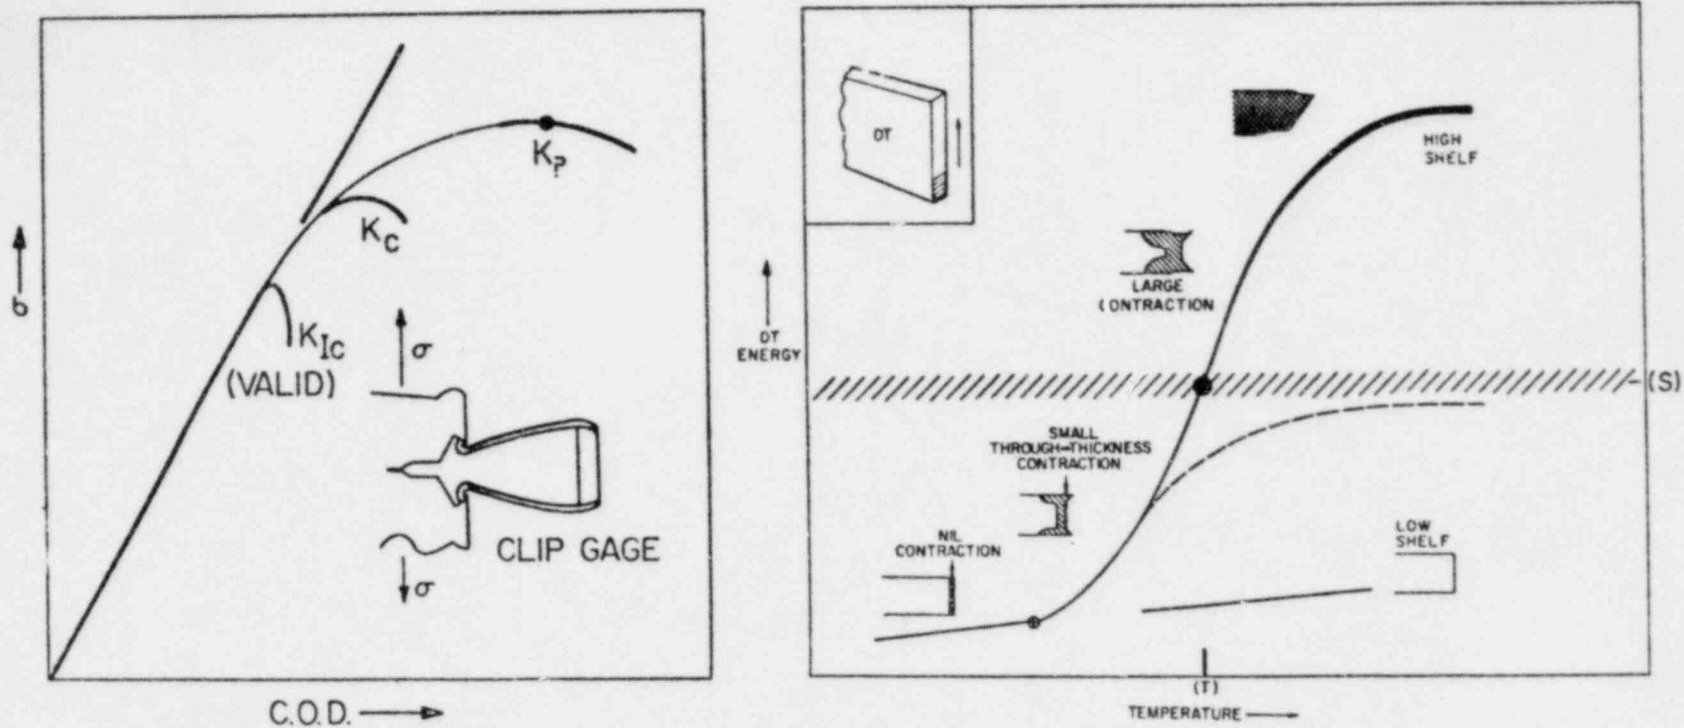 σ
K?
Kc
KIc
(VALID)
σ
CLIP GAGE
σ
C.O.D.
DT
HIGH
SHELF
LARGE
CONTRACTION
DT
ENERGY
(S)
SMALL
THROUGH-THICKNESS
CONTRACTION
NIL
CONTRACTION
LOW
SHELF
(T)
TEMPERATURE